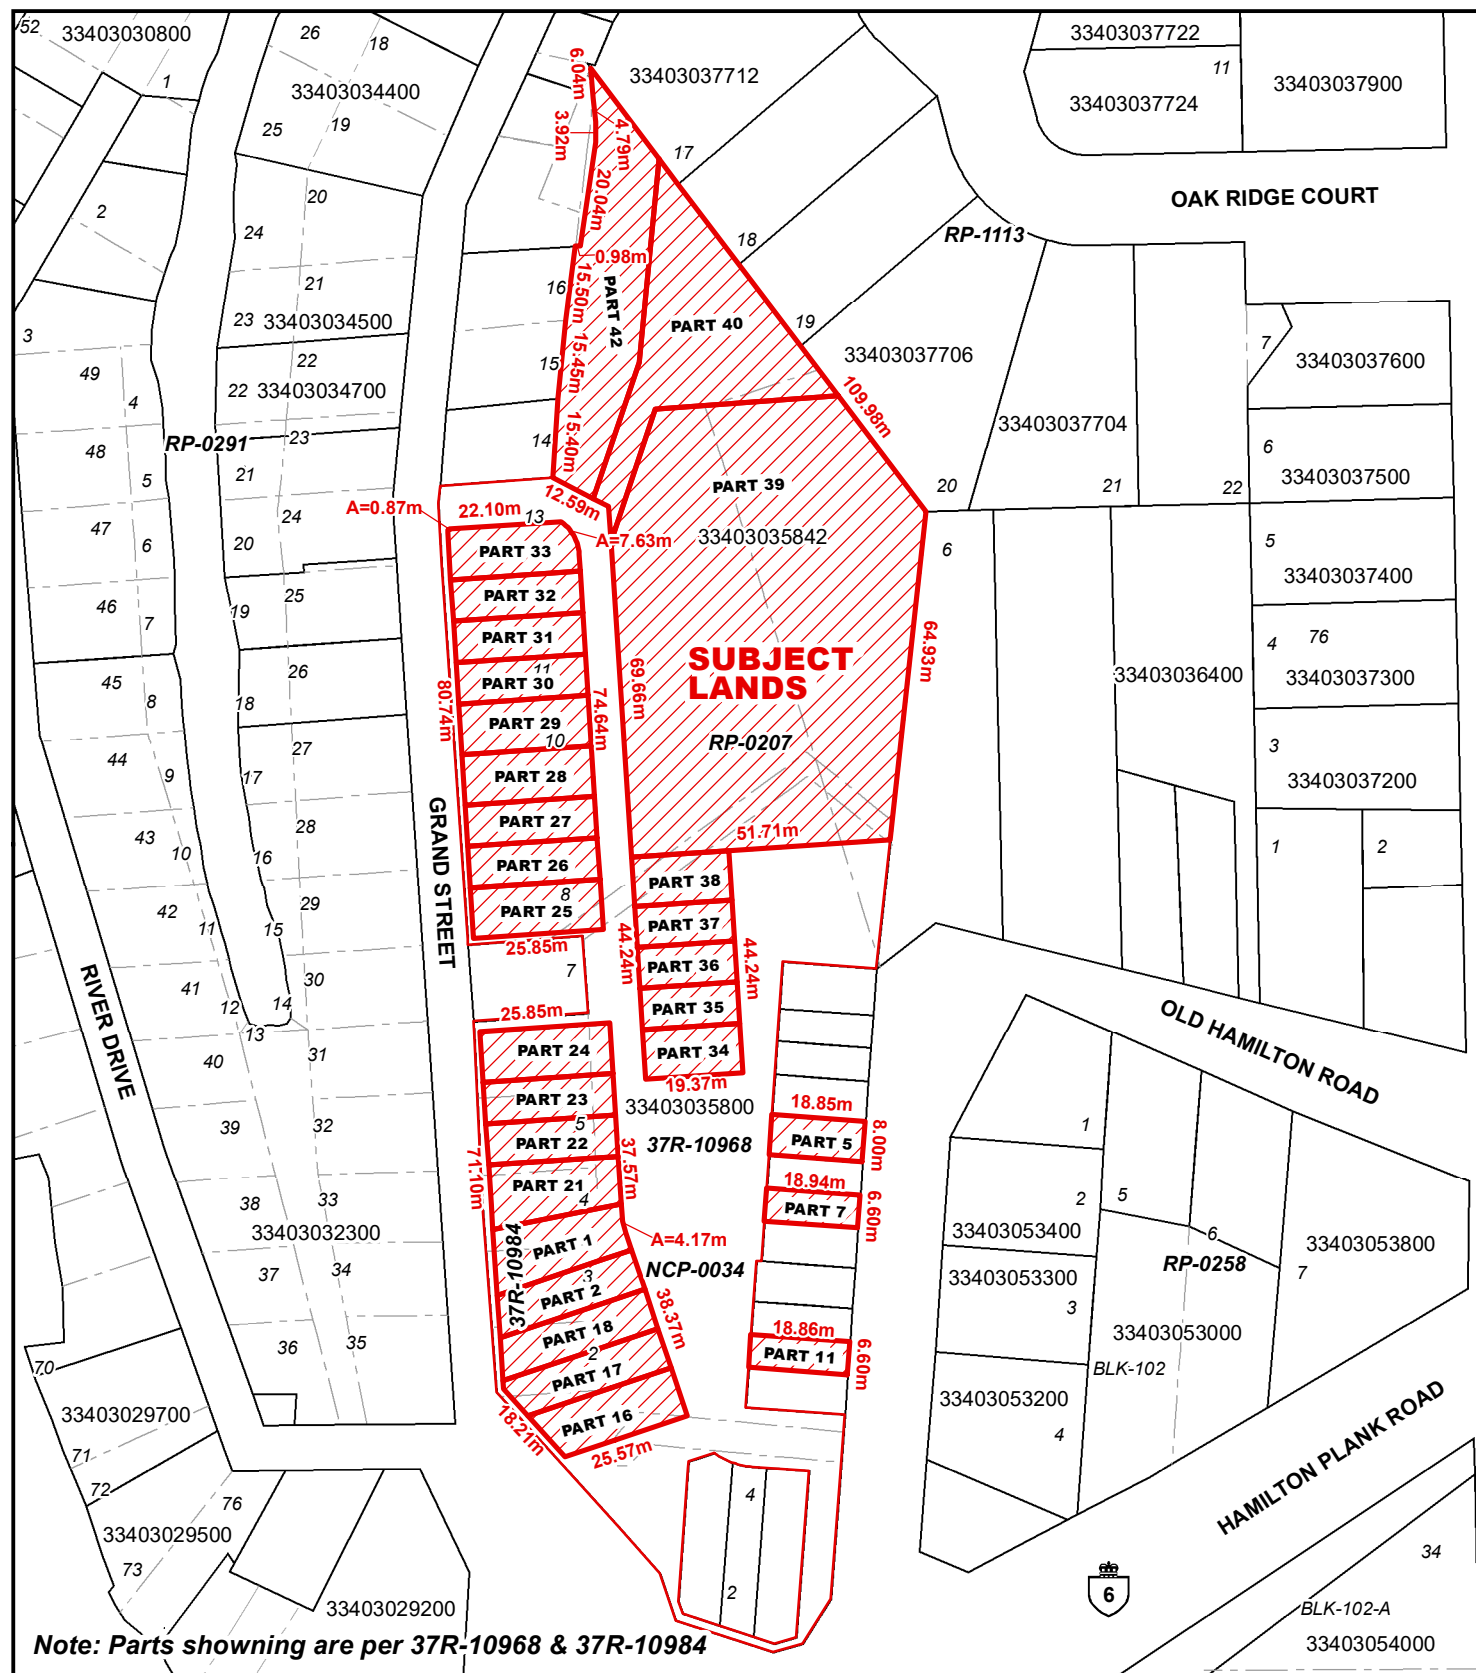 52
33403030800
26
18
1
33403034400
25
19
6.04m
33403037712
3.92m
4.79m
17
33403037722
11
33403037724
33403037900
OAK RIDGE COURT
RP-1113
2
20
24
20.04m
18
0.98m
21
16
15.50m
PART 42
PART 40
19
3
23
33403034500
22
49
22
33403034700
15
15.45m
33403037706
109.98m
7
33403037600
4
RP-0291
23
48
21
14
15.40m
33403037704
6
33403037500
5
PART 39
20
21
22
12.59m
A=0.87m
22.10m
13
24
47
6
20
PART 33
A=7.63m
33403035842
6
5
33403037400
46
7
19
25
PART 32
PART 31
64.93m
4
76
33403037300
SUBJECT
LANDS
33403036400
45
8
18
26
11
PART 30
80.74m
74.64m
69.66m
PART 29
10
RP-0207
3
33403037200
44
9
17
27
PART 28
GRAND STREET
43
10
16
28
PART 27
51.71m
1
2
PART 26
PART 38
42
11
15
29
8
PART 25
PART 37
25.85m
44.24m
44.24m
PART 36
RIVER DRIVE
41
12
14
30
7
PART 35
25.85m
13
PART 34
OLD HAMILTON ROAD
40
31
PART 24
19.37m
PART 23
33403035800
18.85m
39
32
5
PART 22
37R-10968
PART 5
8.00m
1
71.10m
37.57m
PART 21
18.94m
38
33
4
PART 7
6.60m
2
5
33403032300
37R-10984
PART 1
A=4.17m
33403053400
6
33403053800
37
34
3
NCP-0034
RP-0258
7
PART 2
33403053300
3
38.37m
36
35
PART 18
18.86m
33403053000
2
PART 11
6.60m
BLK-102
70
PART 17
33403053200
33403029700
PART 16
4
18.21m
25.57m
HAMILTON PLANK ROAD
71
72
76
4
33403029500
73
2
6
34
33403029200
BLK-102-A
33403054000
Note: Parts showning are per 37R-10968 & 37R-10984